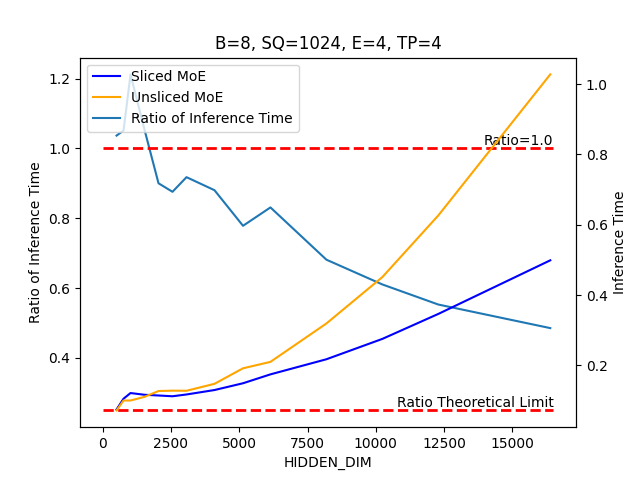 B=8, SQ=1024, E=4, TP=4
Sliced MoE
Unsliced MoE
Ratio of Inference Time
Ratio=1.0
Ratio Theoretical Limit
Ratio of Inference Time
1.2
1.0
0.8
0.6
0.4
1.0
0.8
0.6
0.4
0.2
Inference Time
0
2500
5000
7500
10000
12500
15000
HIDDEN_DIM